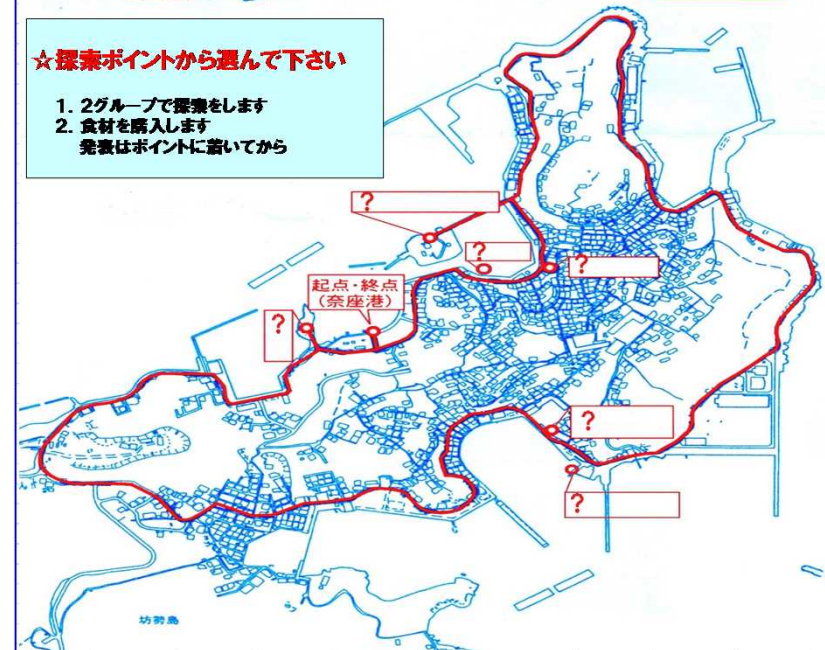 ☆探索ポイントから選んで下さい
1. 2グループで探索をします
2. 食材を購入します
発表はポイントに着いてから
?
?
?
起点・終点
(奈座港)
?
?
?
坊勢島